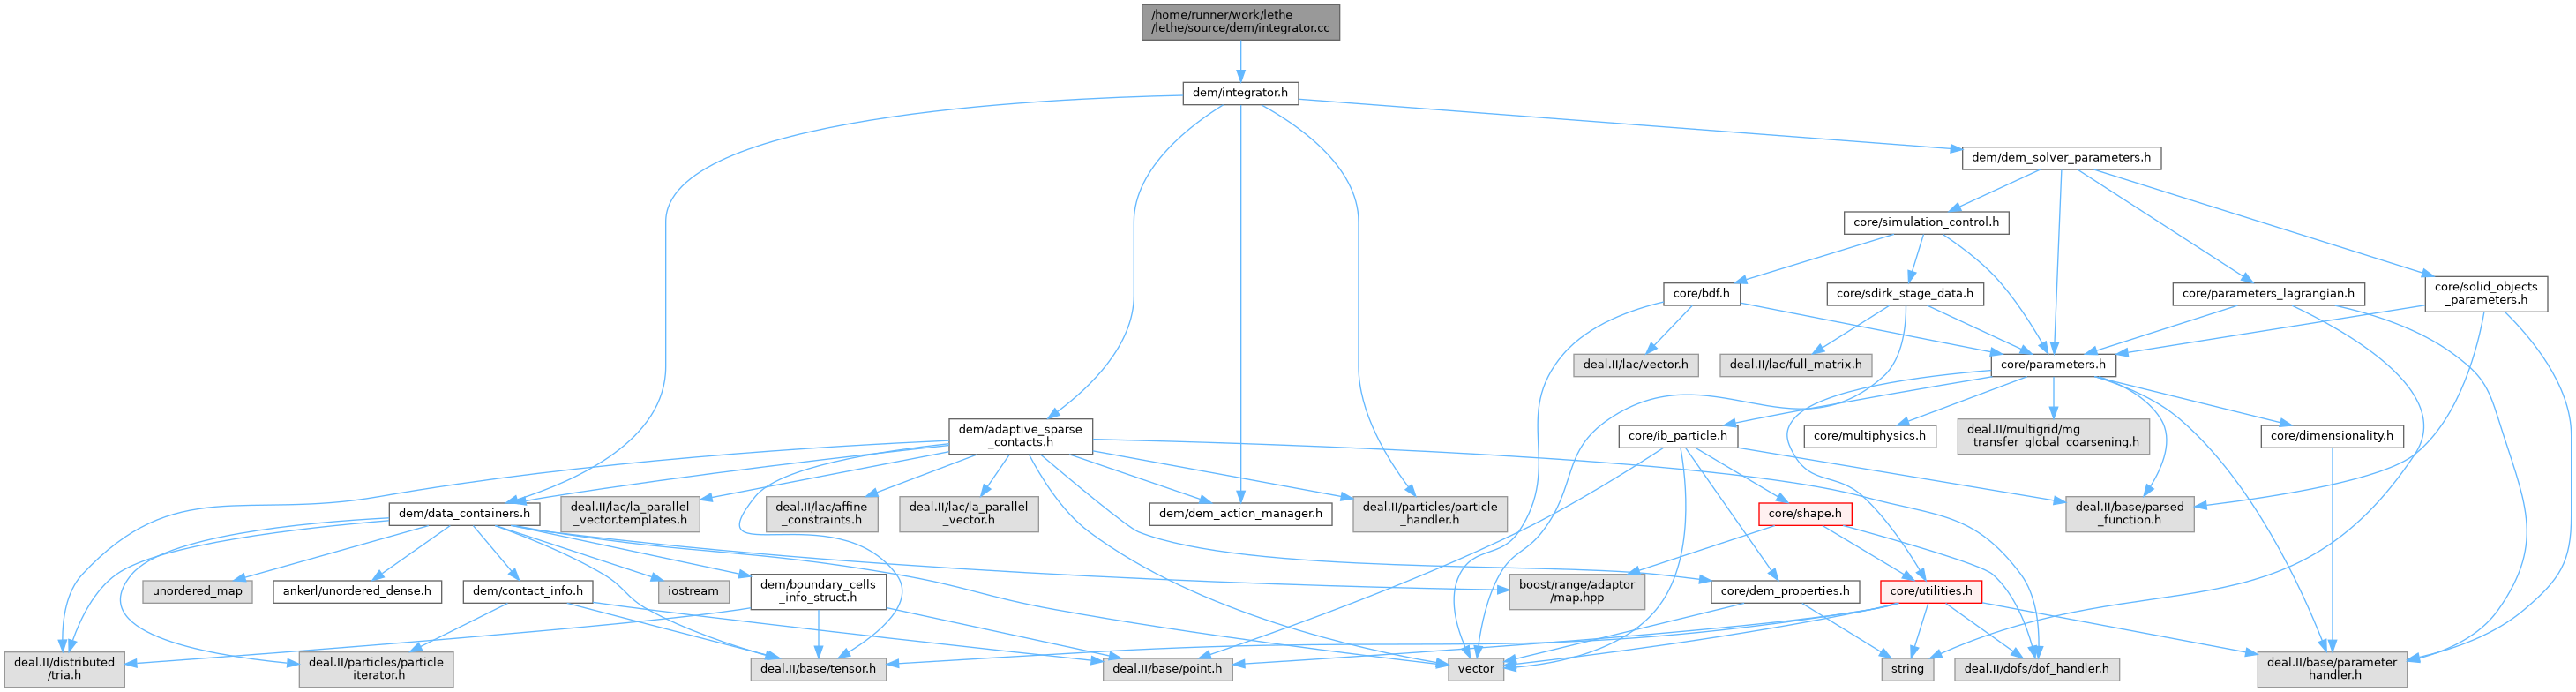 /home/runner/work/lethe
/lethe/source/dem/integrator.cc
dem/integrator.h
dem/dem_solver_parameters.h
core/simulation_control.h
core/bdf.h
core/sdirk_stage_data.h
core/parameters_lagrangian.h
core/solid_objects
_parameters.h
deal.II/lac/vector.h
deal.II/lac/full_matrix.h
core/parameters.h
dem/adaptive_sparse
_contacts.h
core/ib_particle.h
core/multiphysics.h
deal.II/multigrid/mg
_transfer_global_coarsening.h
core/dimensionality.h
dem/data_containers.h
deal.II/lac/la_parallel
_vector.templates.h
deal.II/lac/affine
_constraints.h
deal.II/lac/la_parallel
_vector.h
dem/dem_action_manager.h
deal.II/particles/particle
_handler.h
core/shape.h
deal.II/base/parsed
_function.h
unordered_map
ankerl/unordered_dense.h
dem/contact_info.h
iostream
dem/boundary_cells
_info_struct.h
boost/range/adaptor
/map.hpp
core/dem_properties.h
core/utilities.h
deal.II/distributed
/tria.h
deal.II/particles/particle
_iterator.h
deal.II/base/tensor.h
deal.II/base/point.h
vector
string
deal.II/dofs/dof_handler.h
deal.II/base/parameter
_handler.h